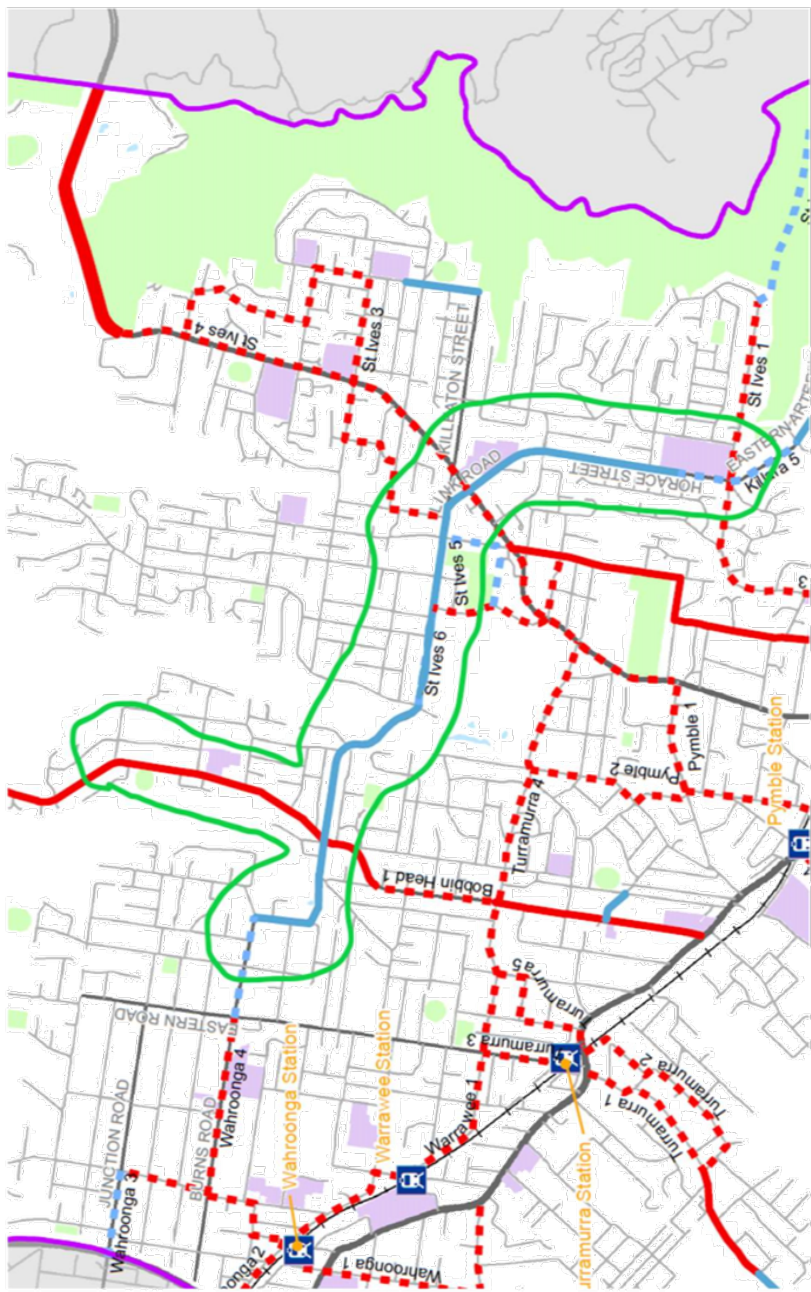 St Ives 4
St Ives 3
KILLEATON STREET
St Ives 1
EASTERN
LINK ROAD
HORACE STREET
Killara 5
St Ives 5
3
St Ives 6
Pymble 1
Pymble 2
Pymble Station
Turramurra 4
Bobbin Head 1
Turramurra 5
EASTERN ROAD
Turramurra 3
Turramurra 2
Turramurra 1
Wahroonga Station
Warrawee Station
Wahroonga 4
JUNCTION ROAD
BURNS ROAD
Warrawee 1
Wahroonga 3
Turramurra Station
onga 2
Wahroonga 1